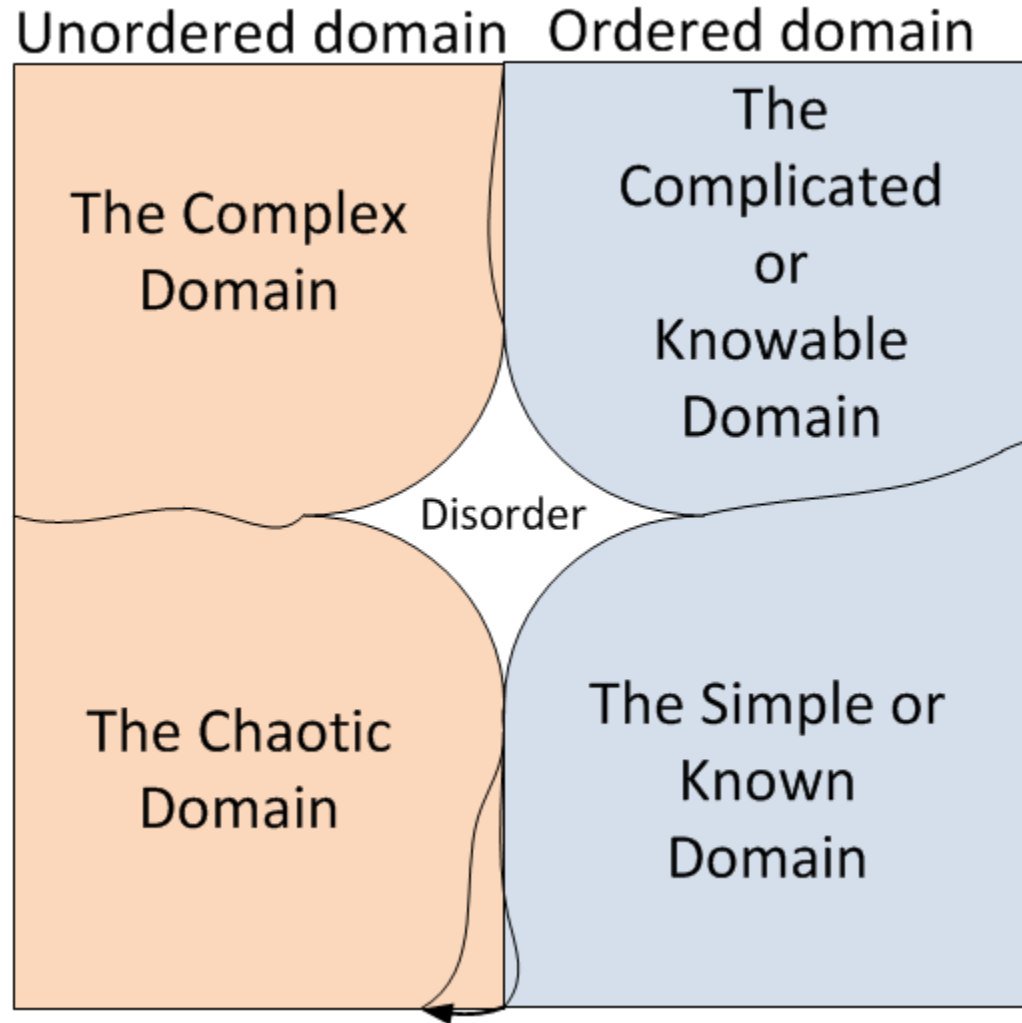 Unordered domain
Ordered domain
The Complex
Domain
The
Complicated
or
Knowable
Domain
Disorder
The Chaotic
Domain
The Simple or
Known
Domain